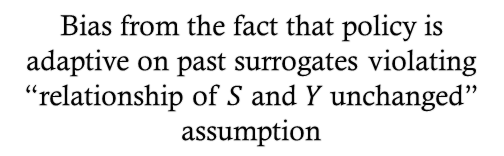 Bias from the fact that policy is
adaptive on past surrogates violating
“relationship of S and Y unchanged”
assumption